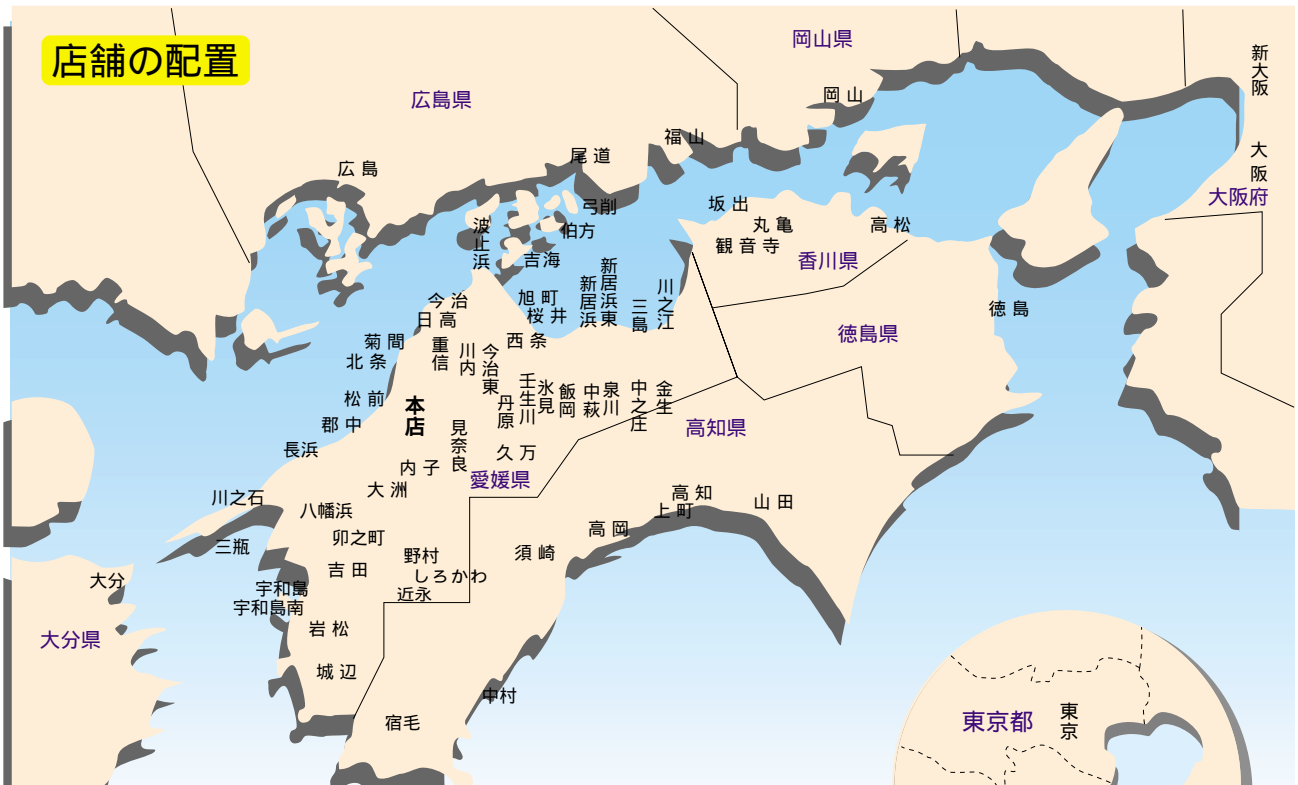 店舗の配置
岡山県
広島県
新大阪
大阪
大阪府
岡山
福山
尾道
広島
弓削
伯方
波止浜
吉海
坂出
丸亀
高松
観音寺
香川県
新居浜東
新居浜
三島
川之江
旭町
桜井
今治
日高
徳島
徳島県
菊間
北条
重信
川内
今治東
西条
松前
郡中
本店
丹原
壬生川
氷見
飯岡
中萩
泉川
中之庄
金生
高知県
見奈良
久万
長浜
内子
愛媛県
大洲
川之石
八幡浜
高知
上町
山田
高岡
卯之町
三瓶
野村
須崎
吉田
しろかわ
大分
宇和島
近永
宇和島南
岩松
大分県
城辺
中村
宿毛
東京都
東京